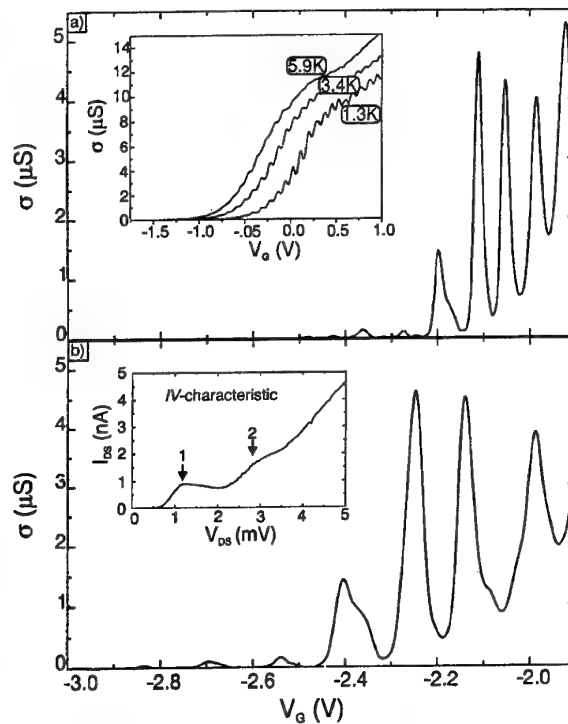 a)
5
4
3
2
1
0
σ (μS)
14
12
10
8
6
4
2
0
σ (μS)
5.9K
3.4K
1.3K
-1.5 -1.0 -.05 0.0 0.5 1.0
V_G (V)
b)
5
4
3
2
1
0
σ (μS)
5
4
3
2
1
0
I_DS (nA)
IV-characteristic
1
2
0 1 2 3 4 5
V_DS (mV)
-3.0 -2.8 -2.6 -2.4 -2.2 -2.0
V_G (V)